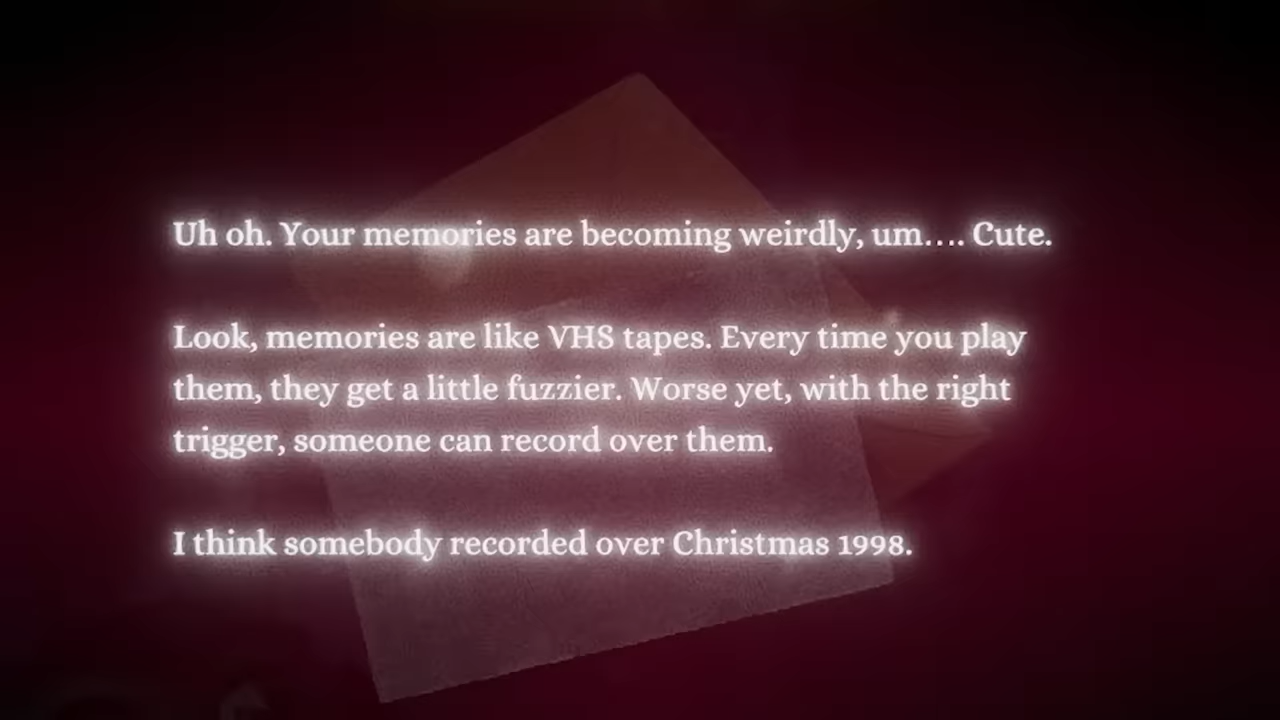 Uh oh. Your memories are becoming weirdly, um.... Cute.
Look, memories are like VHS tapes. Every time you play
them, they get a little fuzzier. Worse yet, with the right
trigger, someone can record over them.
I think somebody recorded over Christmas 1998.